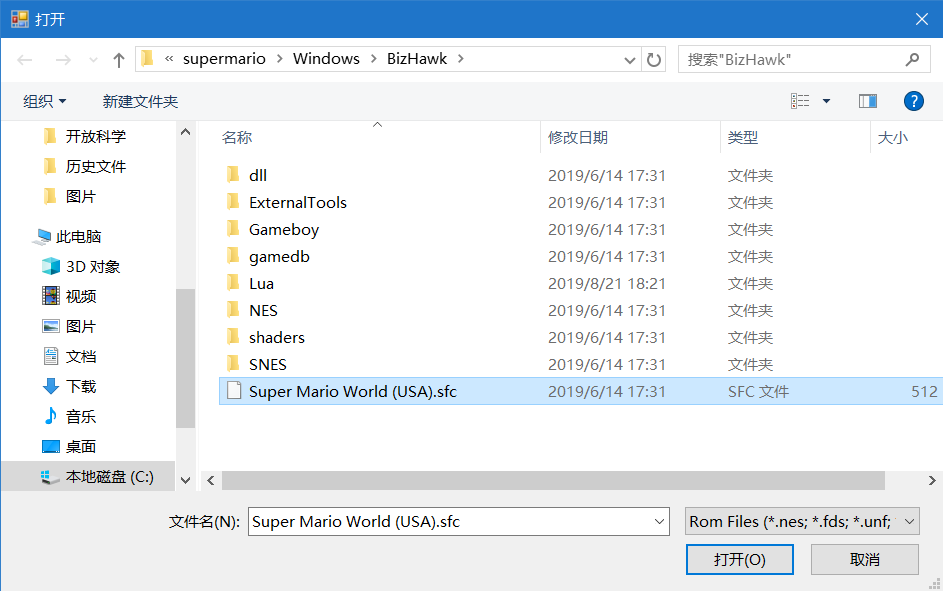 打开
« supermario > Windows > BizHawk >
搜索"BizHawk"
组织
新建文件夹
?
开放科学
历史文件
图片
此电脑
3D 对象
视频
图片
文档
下载
音乐
桌面
本地磁盘 (C:)
名称 修改日期 类型 大小
dll 2019/6/14 17:31 文件夹
ExternalTools 2019/6/14 17:31 文件夹
Gameboy 2019/6/14 17:31 文件夹
gamedb 2019/6/14 17:31 文件夹
Lua 2019/8/21 18:21 文件夹
NES 2019/6/14 17:31 文件夹
shaders 2019/6/14 17:31 文件夹
SNES 2019/6/14 17:31 文件夹
Super Mario World (USA).sfc 2019/6/14 17:31 SFC 文件 512
文件名(N): Super Mario World (USA).sfc
Rom Files (*.nes; *.fds; *.unf;
打开(O)
取消